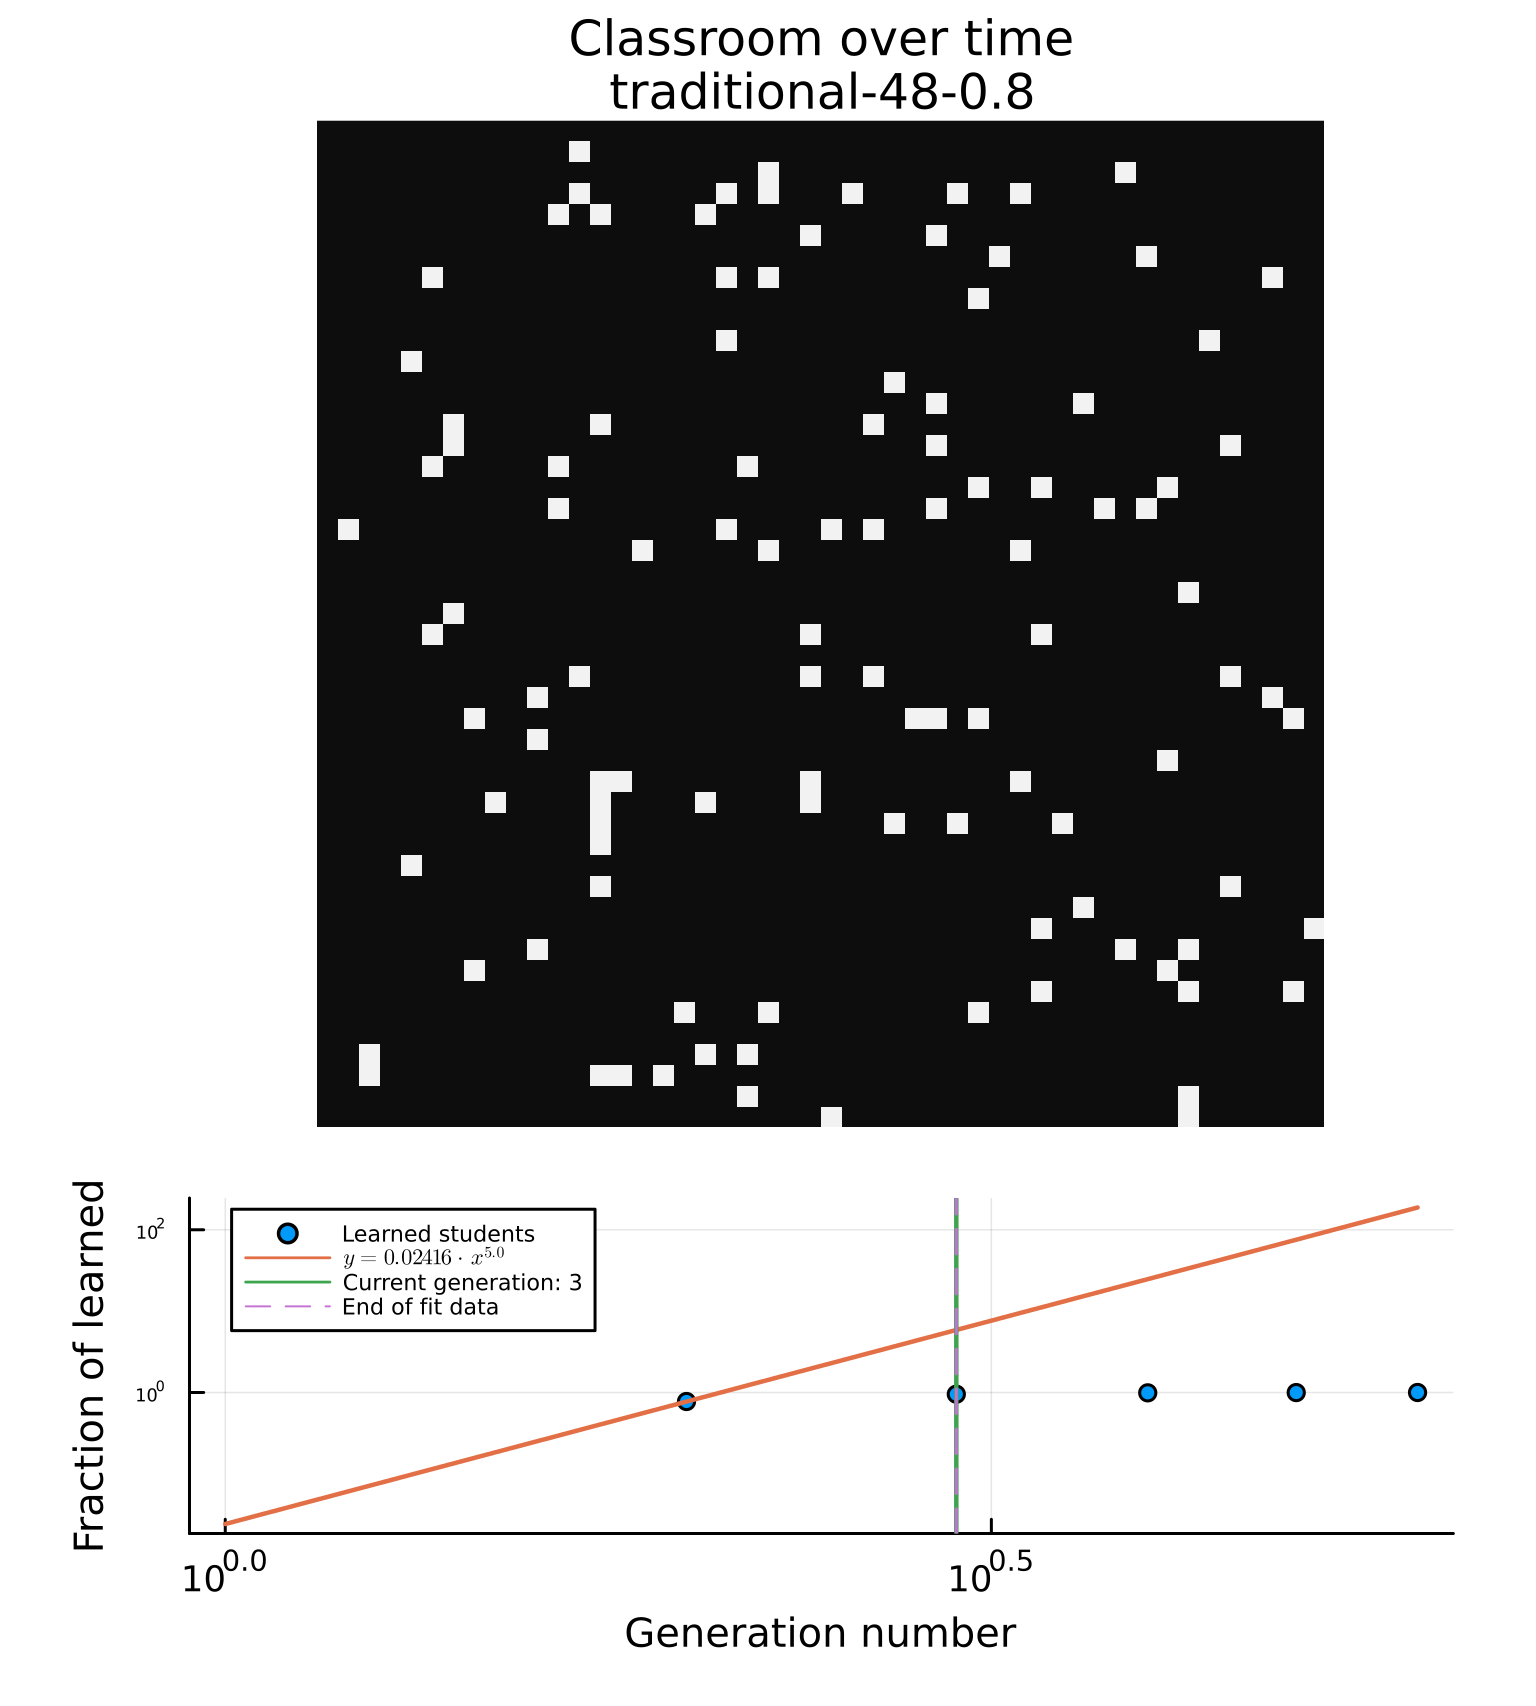 Classroom over time
traditional-48-0.8
Fraction of learned
10^2
10^0
Learned students
y = 0.02416 · x^5.0
Current generation: 3
End of fit data
10^0.0
10^0.5
Generation number